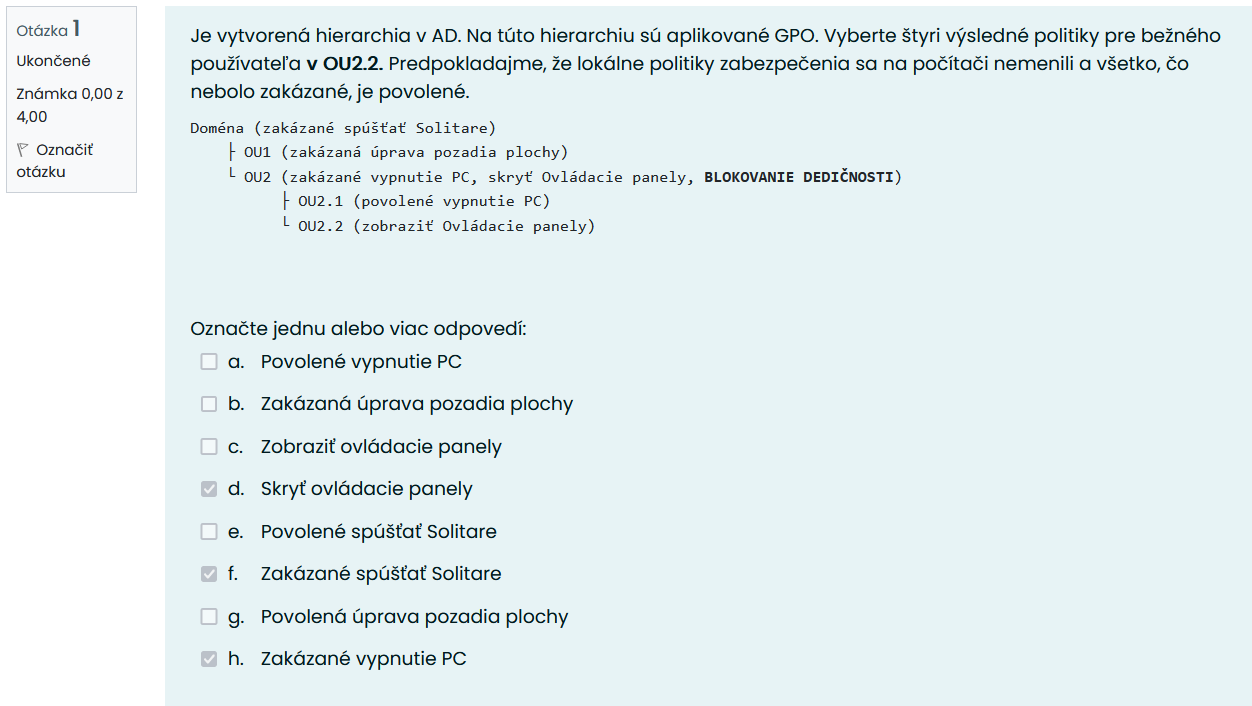 Otázka 1
Ukončené
Známka 0,00 z
4,00
Označiť
otázku
Je vytvorená hierarchia v AD. Na túto hierarchiu sú aplikované GPO. Vyberte štyri výsledné politiky pre bežného
používateľa v OU2.2. Predpokladajme, že lokálne politiky zabezpečenia sa na počítači nemenili a všetko, čo
nebolo zakázané, je povolené.
Doména (zakázané spúšťať Solitare)
├ OU1 (zakázaná úprava pozadia plochy)
└ OU2 (zakázané vypnutie PC, skryť Ovládacie panely, BLOKOVANIE DEDIČNOSTI)
├ OU2.1 (povolené vypnutie PC)
└ OU2.2 (zobraziť Ovládacie panely)
Označte jednu alebo viac odpovedí:
a. Povolené vypnutie PC
b. Zakázaná úprava pozadia plochy
c. Zobraziť ovládacie panely
d. Skryť ovládacie panely
e. Povolené spúšťať Solitare
f. Zakázané spúšťať Solitare
g. Povolená úprava pozadia plochy
h. Zakázané vypnutie PC